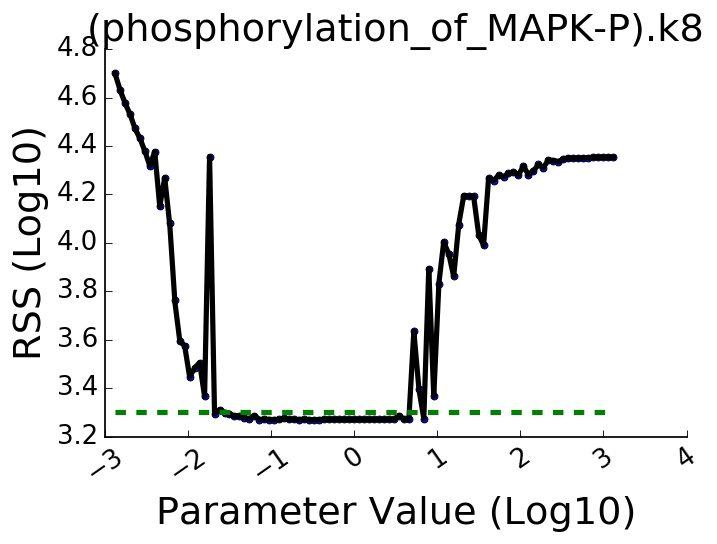 (phosphorylation_of_MAPK-P).k8
4.8
4.6
4.4
4.2
4.0
3.8
3.6
3.4
3.2
RSS (Log10)
−3 −2 −1 0 1 2 3 4
Parameter Value (Log10)